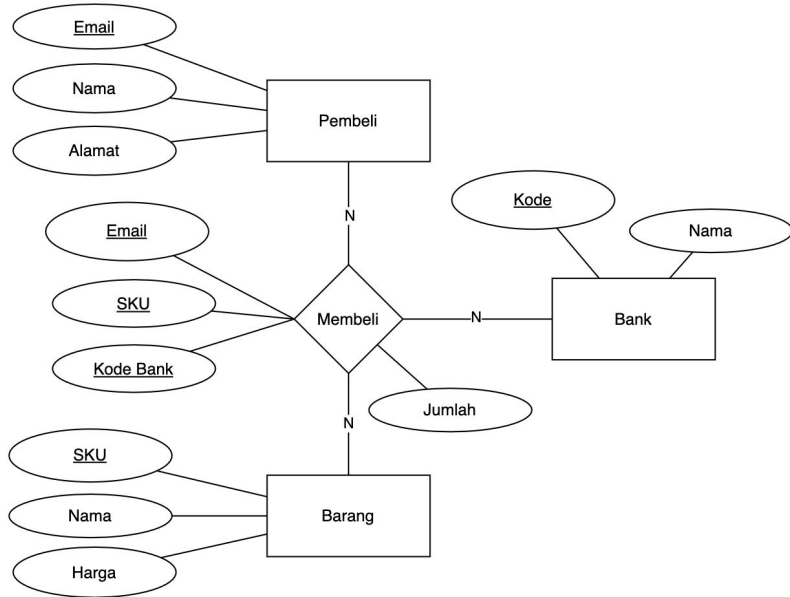 Email
Nama
Alamat
Pembeli
N
Kode
Nama
Email
SKU
Kode Bank
Membeli
N
Bank
Jumlah
N
SKU
Nama
Harga
Barang